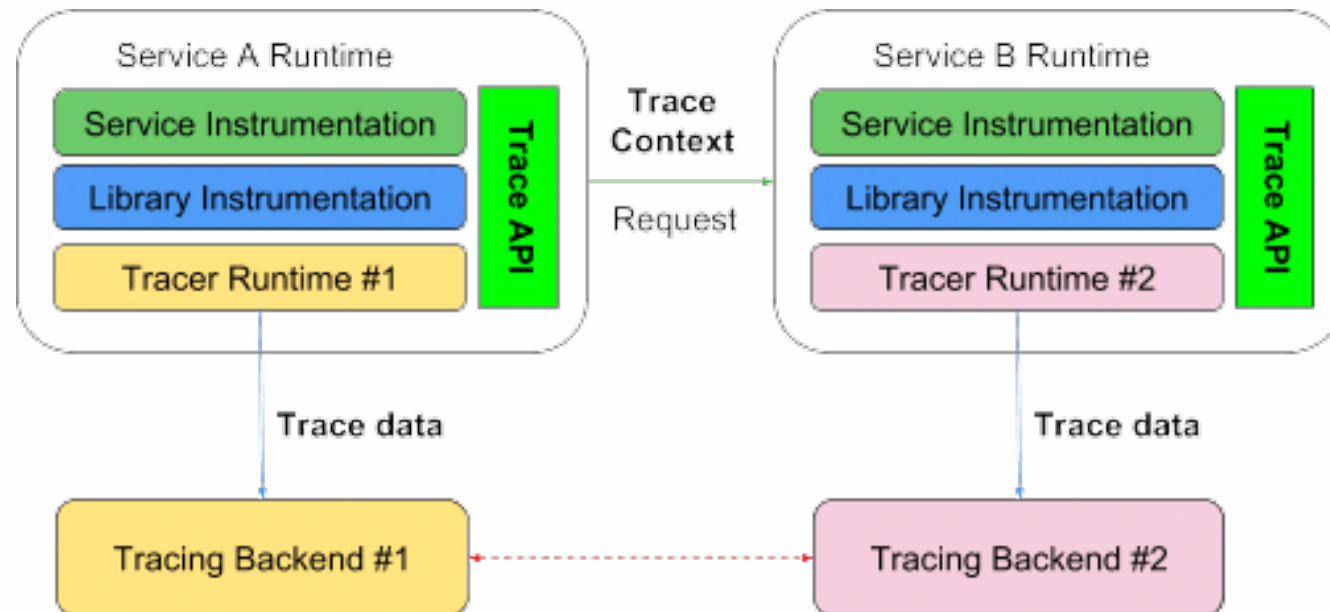 Service A Runtime
Service Instrumentation
Library Instrumentation
Tracer Runtime #1
Trace API
Trace
Context
Request
Service B Runtime
Service Instrumentation
Library Instrumentation
Tracer Runtime #2
Trace API
Trace data
Trace data
Tracing Backend #1
Tracing Backend #2